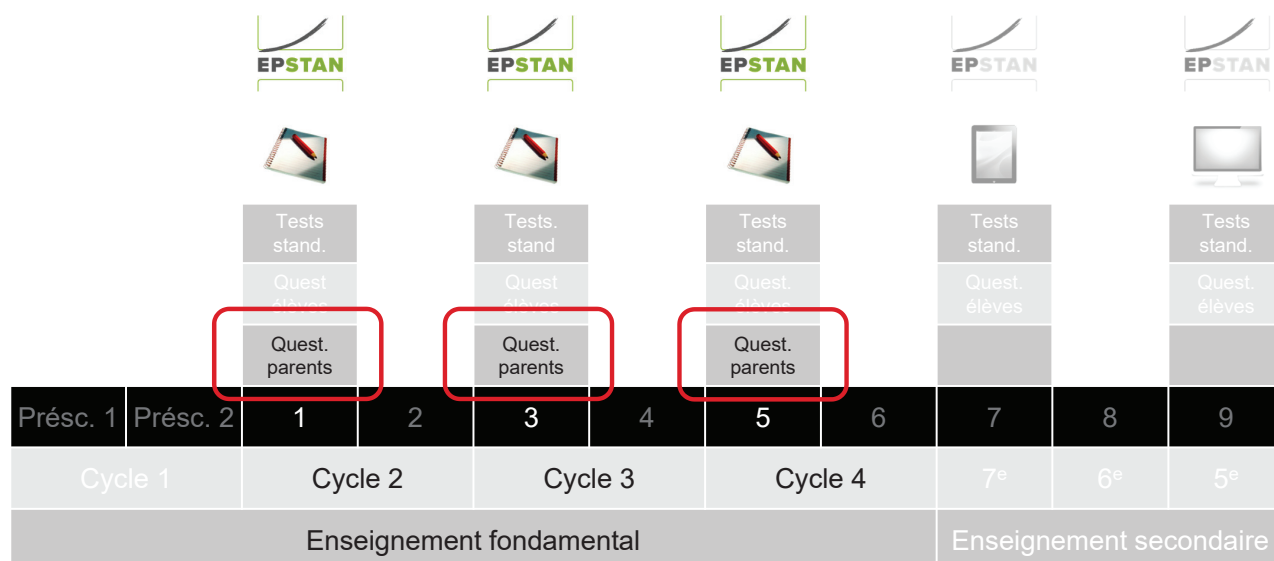 EPSTAN EPSTAN EPSTAN EPSTAN EPSTAN
Tests Tests. Tests Tests Tests
stand. stand stand. stand. stand.
Quest Quest Quest Quest. Quest.
élèves élèves élèves élèves élèves
Quest. Quest. Quest.
parents parents parents
Présc. 1 Présc. 2 1 2 3 4 5 6 7 8 9
Cycle 1 Cycle 2 Cycle 3 Cycle 4 7e 6e 5e
Enseignement fondamental Enseignement secondaire